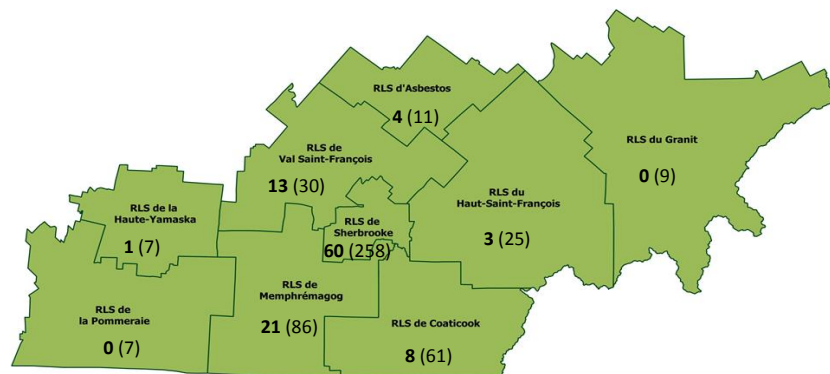 RLS d'Asbestos
4 (11)
RLS de
Val Saint-François
13 (30)
RLS du Granit
0 (9)
RLS du
Haut-Saint-François
3 (25)
RLS de la
Haute-Yamaska
1 (7)
RLS de
Sherbrooke
60 (258)
RLS de
Memphrémagog
21 (86)
RLS de
la Pommeraie
0 (7)
RLS de Coaticook
8 (61)